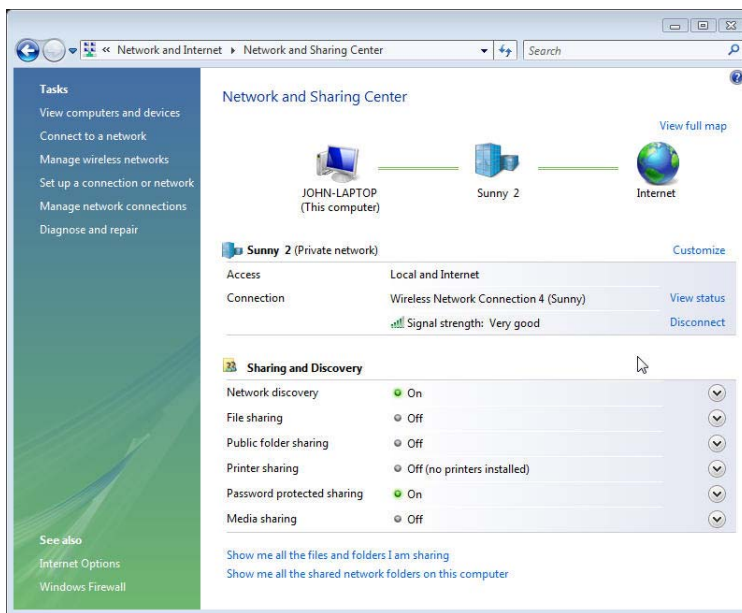 « Network and Internet ▸ Network and Sharing Center
Search
Tasks
View computers and devices
Connect to a network
Manage wireless networks
Set up a connection or network
Manage network connections
Diagnose and repair
See also
Internet Options
Windows Firewall
Network and Sharing Center
View full map
JOHN-LAPTOP
(This computer)
Sunny 2
Internet
Sunny 2 (Private network) Customize
Access Local and Internet
Connection Wireless Network Connection 4 (Sunny) View status
Signal strength: Very good Disconnect
Sharing and Discovery
Network discovery On
File sharing Off
Public folder sharing Off
Printer sharing Off (no printers installed)
Password protected sharing On
Media sharing Off
Show me all the files and folders I am sharing
Show me all the shared network folders on this computer